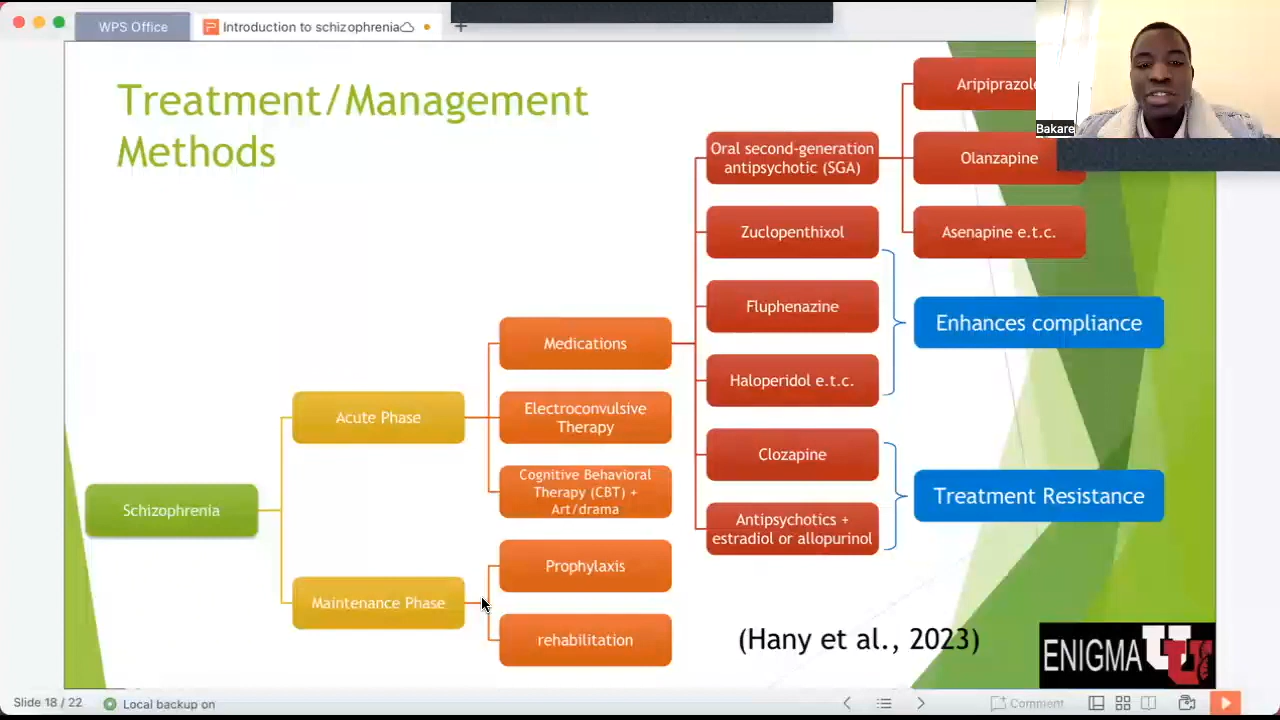 WPS Office
Introduction to schizophrenia
Treatment/Management
Methods
Aripiprazole
Bakare
Oral second-generation
antipsychotic (SGA)
Olanzapine
Zuclopenthixol
Asenapine e.t.c.
Fluphenazine
Enhances compliance
Medications
Haloperidol e.t.c.
Acute Phase
Electroconvulsive
Therapy
Clozapine
Cognitive Behavioral
Therapy (CBT) +
Art/drama
Treatment Resistance
Schizophrenia
Antipsychotics +
estradiol or allopurinol
Prophylaxis
Maintenance Phase
rehabilitation
(Hany et al., 2023)
ENIGMA U
Slide 18 / 22
Local backup on
Comment